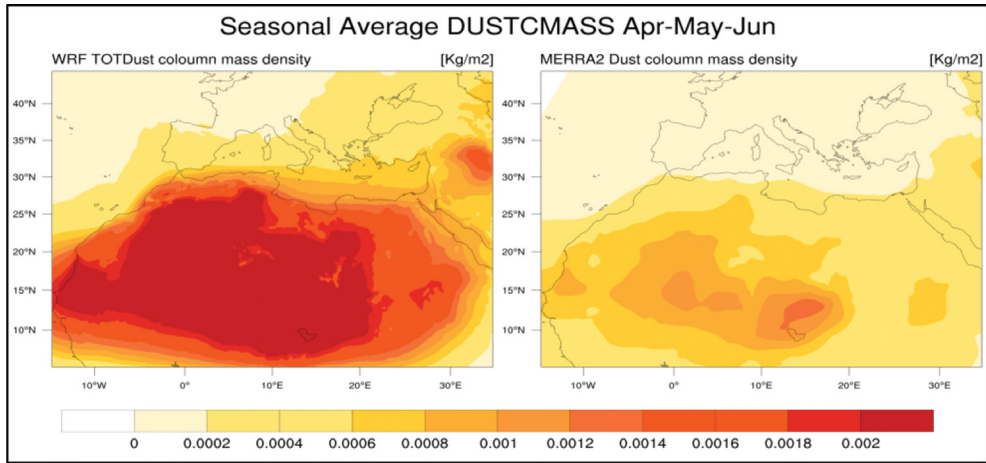 Seasonal Average DUSTCMASS Apr-May-Jun
WRF TOTDust coloumn mass density [Kg/m2]
40°N
35°N
30°N
25°N
20°N
15°N
10°N
10°W 0° 10°E 20°E 30°E
MERRA2 Dust coloumn mass density [Kg/m2]
40°N
35°N
30°N
25°N
20°N
15°N
10°N
10°W 0° 10°E 20°E 30°E
0 0.0002 0.0004 0.0006 0.0008 0.001 0.0012 0.0014 0.0016 0.0018 0.002